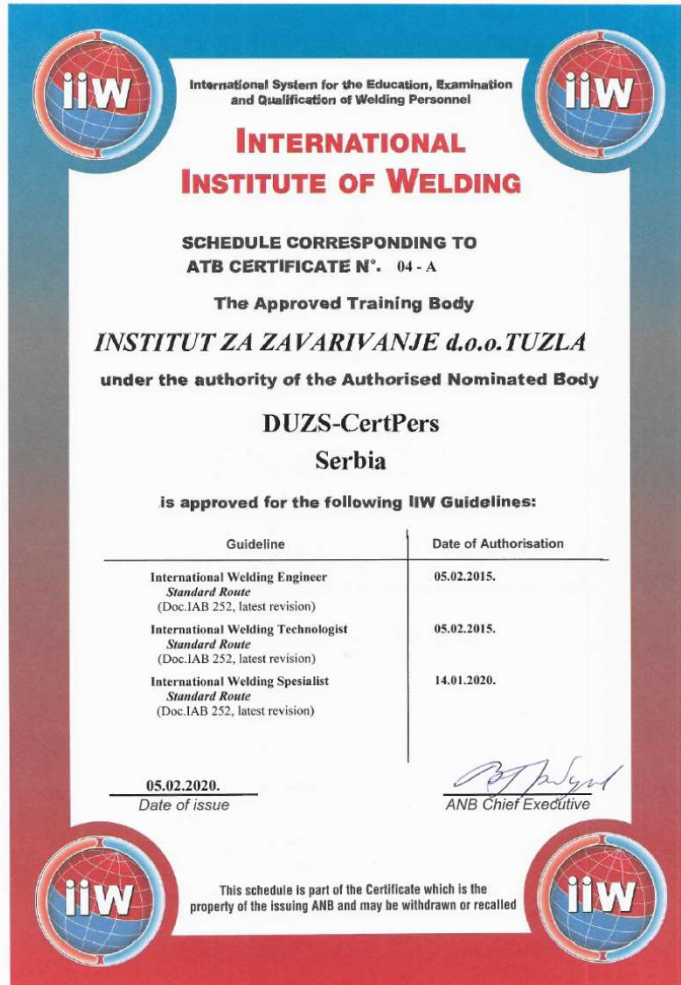 iiW
iiW
International System for the Education, Examination
and Qualification of Welding Personnel
INTERNATIONAL
INSTITUTE OF WELDING
SCHEDULE CORRESPONDING TO
ATB CERTIFICATE N°. 04 - A
The Approved Training Body
INSTITUT ZA ZAVARIVANJE d.o.o. TUZLA
under the authority of the Authorised Nominated Body
DUZS-CertPers
Serbia
is approved for the following IIW Guidelines:
Guideline Date of Authorisation
International Welding Engineer 05.02.2015.
Standard Route
(Doc.IAB 252, latest revision)
International Welding Technologist 05.02.2015.
Standard Route
(Doc.IAB 252, latest revision)
International Welding Spesialist 14.01.2020.
Standard Route
(Doc.IAB 252, latest revision)
05.02.2020.
Date of issue ANB Chief Executive
iiW
iiW
This schedule is part of the Certificate which is the
property of the issuing ANB and may be withdrawn or recalled